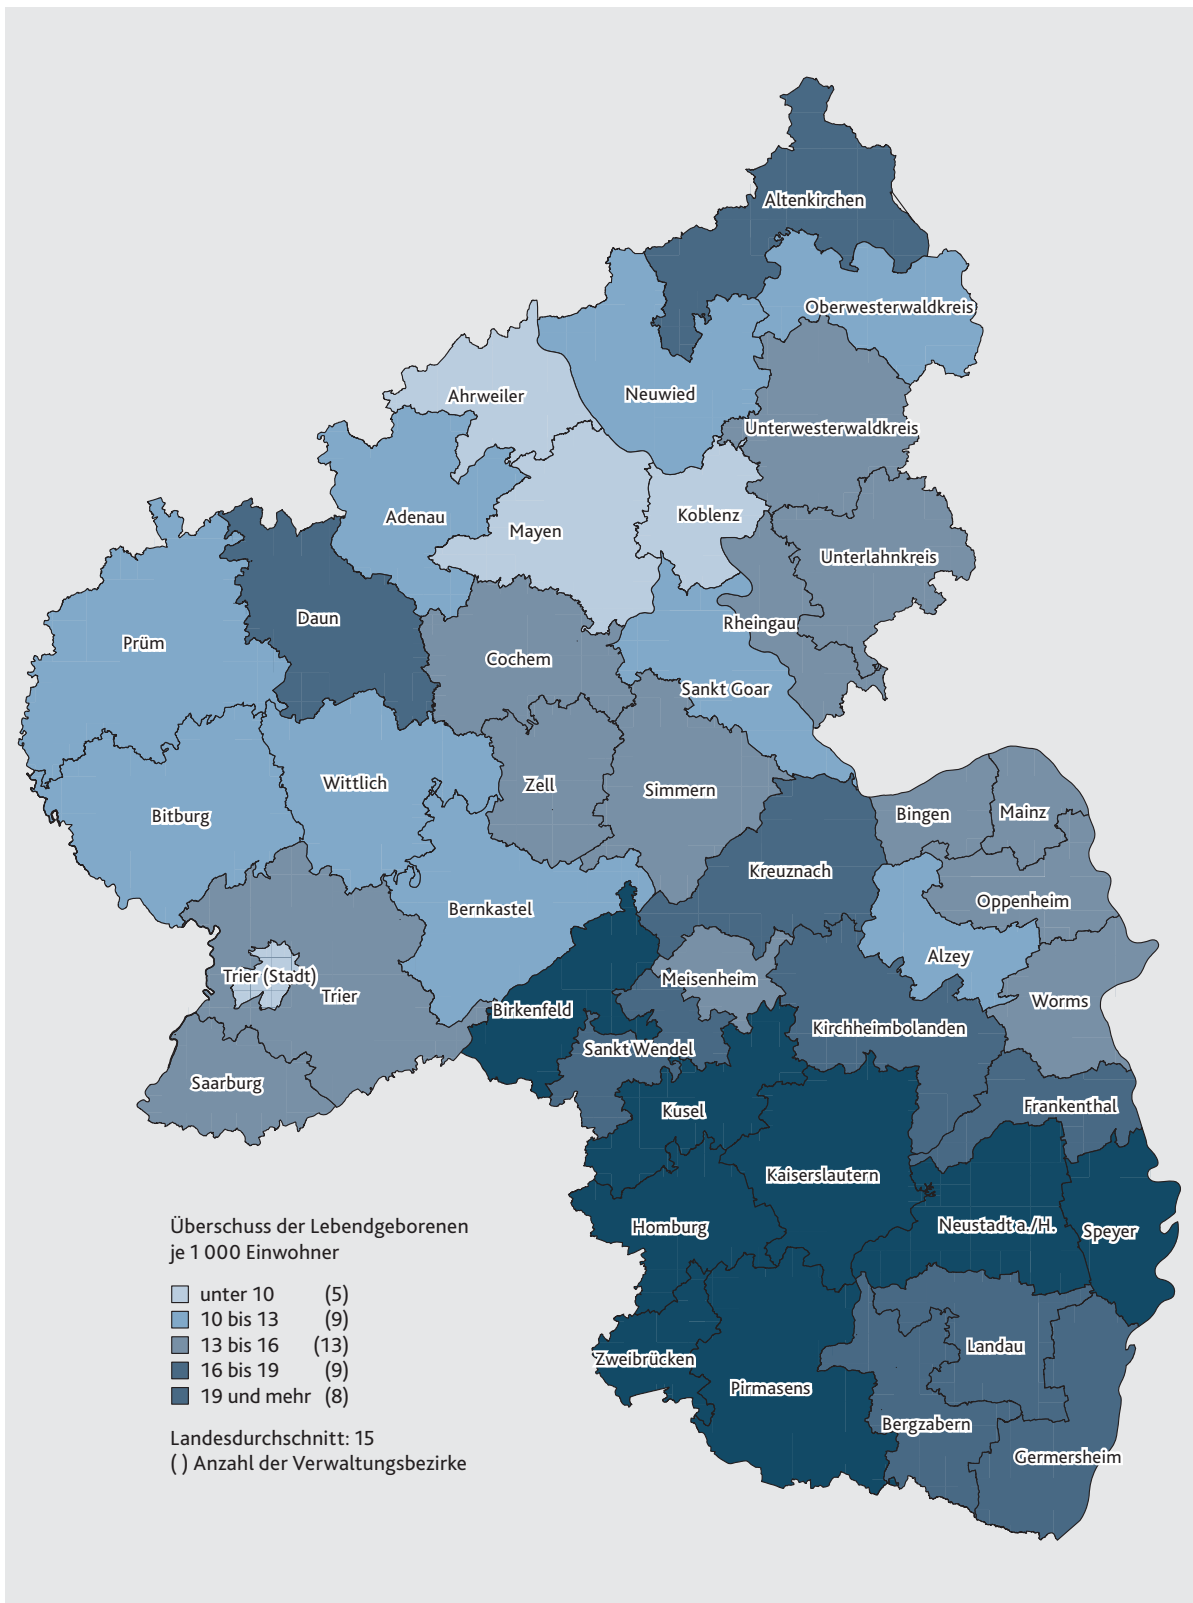 Altenkirchen
Oberwesterwaldkreis
Ahrweiler
Neuwied
Unterwesterwaldkreis
Adenau
Mayen
Koblenz
Unterlahnkreis
Daun
Rheingau
Prüm
Cochem
Sankt Goar
Wittlich
Zell
Simmern
Bitburg
Bingen
Mainz
Kreuznach
Oppenheim
Bernkastel
Alzey
Trier (Stadt)
Trier
Meisenheim
Worms
Birkenfeld
Kirchheimbolanden
Sankt Wendel
Saarburg
Kusel
Frankenthal
Kaiserslautern
Homburg
Neustadt a./H.
Speyer
Zweibrücken
Landau
Pirmasens
Bergzabern
Germersheim
Überschuss der Lebendgeborenen
je 1 000 Einwohner
unter 10 (5)
10 bis 13 (9)
13 bis 16 (13)
16 bis 19 (9)
19 und mehr (8)
Landesdurchschnitt: 15
( ) Anzahl der Verwaltungsbezirke